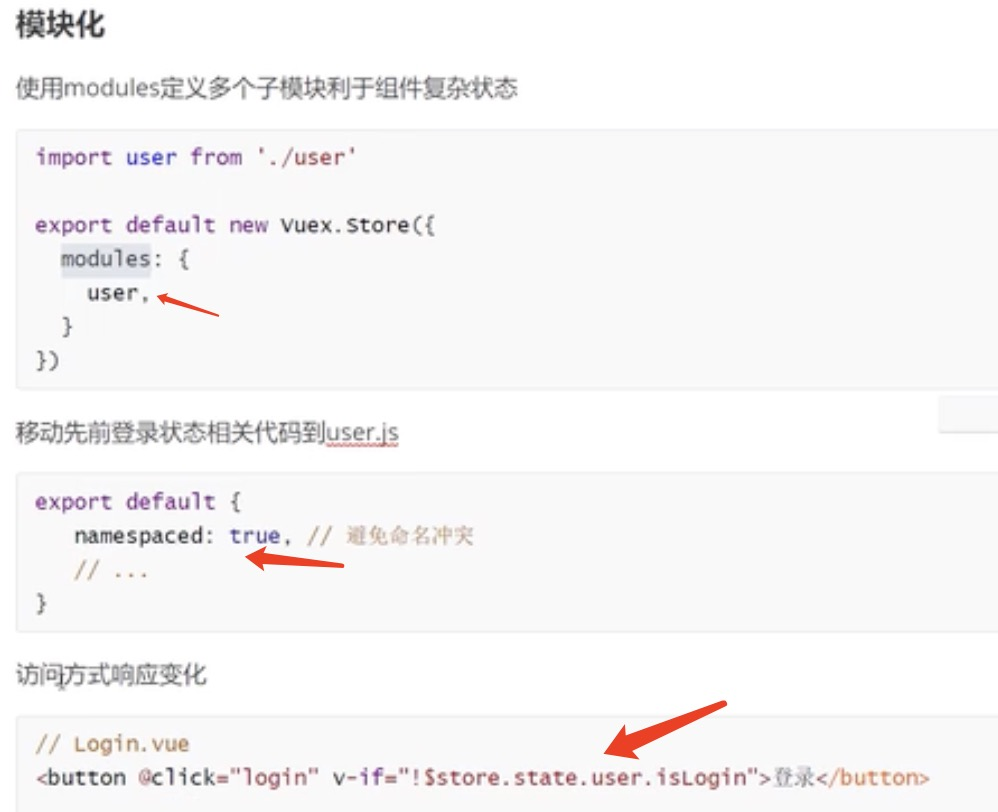 模块化
使用modules定义多个子模块利于组件复杂状态
import user from './user'
export default new Vuex.Store({
modules: {
user,
}
})
移动先前登录状态相关代码到user.js
export default {
namespaced: true, // 避免命名冲突
// ...
}
访问方式响应变化
// Login.vue
<button @click="login" v-if="!$store.state.user.isLogin">登录</button>